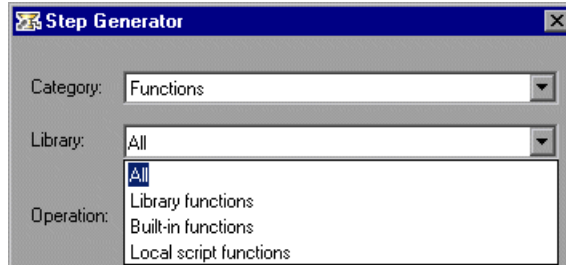 Step Generator
Category: Functions
Library: All
All
Library functions
Operation:
Built-in functions
Local script functions